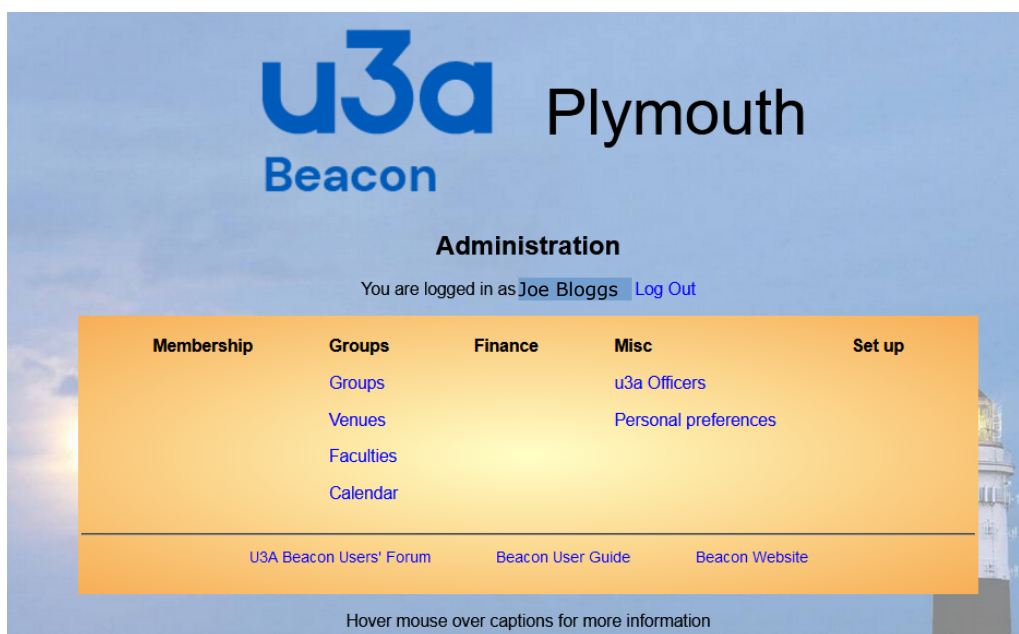 u3a Plymouth
Beacon
Administration
You are logged in as Joe Bloggs Log Out
Membership Groups Finance Misc Set up
Groups u3a Officers
Venues Personal preferences
Faculties
Calendar
U3A Beacon Users' Forum Beacon User Guide Beacon Website
Hover mouse over captions for more information